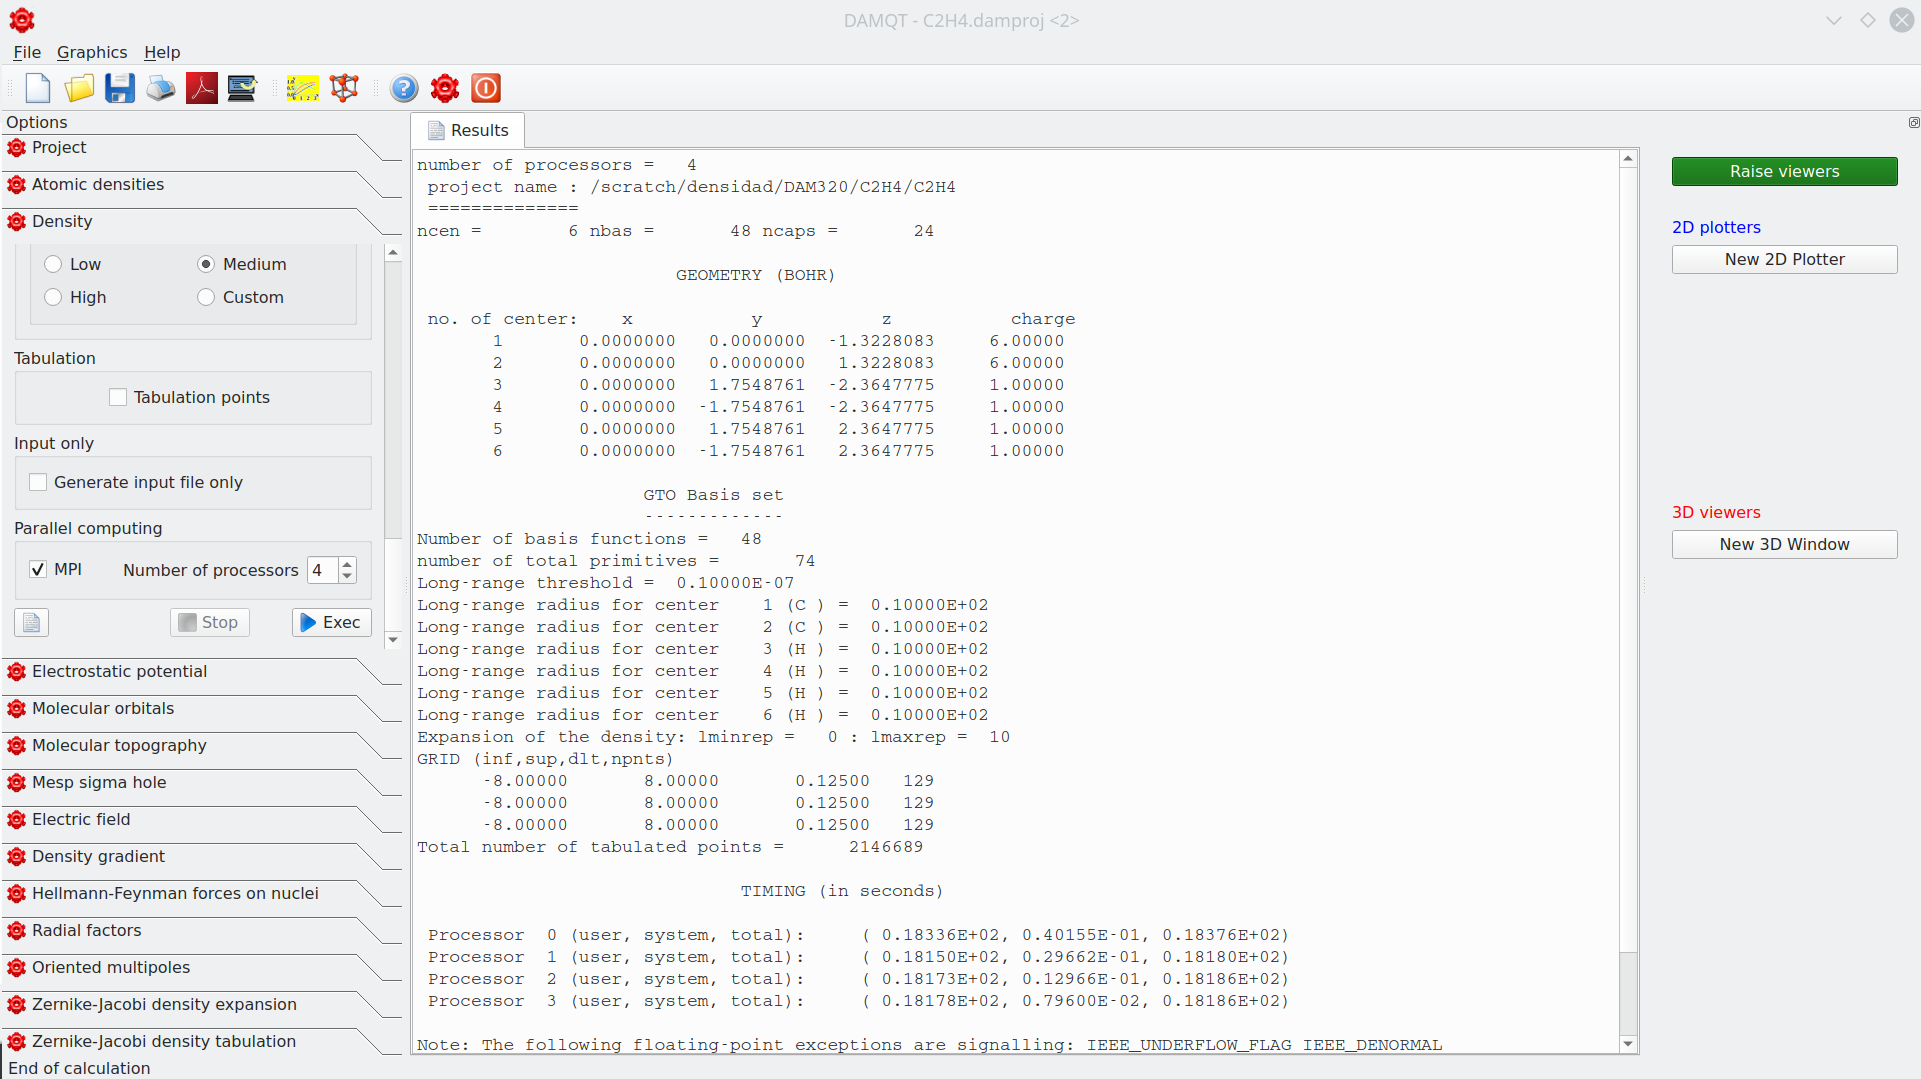 DAMQT - C2H4.damproj <2>
File Graphics Help
Options
Project
Atomic densities
Density
Low Medium
High Custom
Tabulation
Tabulation points
Input only
Generate input file only
Parallel computing
MPI Number of processors 4
Stop Exec
Electrostatic potential
Molecular orbitals
Molecular topography
Mesp sigma hole
Electric field
Density gradient
Hellmann-Feynman forces on nuclei
Radial factors
Oriented multipoles
Zernike-Jacobi density expansion
Zernike-Jacobi density tabulation
End of calculation
Results
number of processors = 4
project name : /scratch/densidad/DAM320/C2H4/C2H4
==============
ncen = 6 nbas = 48 ncaps = 24
GEOMETRY (BOHR)
no. of center: x y z charge
1 0.0000000 0.0000000 -1.3228083 6.00000
2 0.0000000 0.0000000 1.3228083 6.00000
3 0.0000000 1.7548761 -2.3647775 1.00000
4 0.0000000 -1.7548761 -2.3647775 1.00000
5 0.0000000 1.7548761 2.3647775 1.00000
6 0.0000000 -1.7548761 2.3647775 1.00000
GTO Basis set
-------------
Number of basis functions = 48
number of total primitives = 74
Long-range threshold = 0.10000E-07
Long-range radius for center 1 (C ) = 0.10000E+02
Long-range radius for center 2 (C ) = 0.10000E+02
Long-range radius for center 3 (H ) = 0.10000E+02
Long-range radius for center 4 (H ) = 0.10000E+02
Long-range radius for center 5 (H ) = 0.10000E+02
Long-range radius for center 6 (H ) = 0.10000E+02
Expansion of the density: lminrep = 0 : lmaxrep = 10
GRID (inf,sup,dlt,npnts)
-8.00000 8.00000 0.12500 129
-8.00000 8.00000 0.12500 129
-8.00000 8.00000 0.12500 129
Total number of tabulated points = 2146689
TIMING (in seconds)
Processor 0 (user, system, total): ( 0.18336E+02, 0.40155E-01, 0.18376E+02)
Processor 1 (user, system, total): ( 0.18150E+02, 0.29662E-01, 0.18180E+02)
Processor 2 (user, system, total): ( 0.18173E+02, 0.12966E-01, 0.18186E+02)
Processor 3 (user, system, total): ( 0.18178E+02, 0.79600E-02, 0.18186E+02)
Note: The following floating-point exceptions are signalling: IEEE_UNDERFLOW_FLAG IEEE_DENORMAL
Raise viewers
2D plotters
New 2D Plotter
3D viewers
New 3D Window